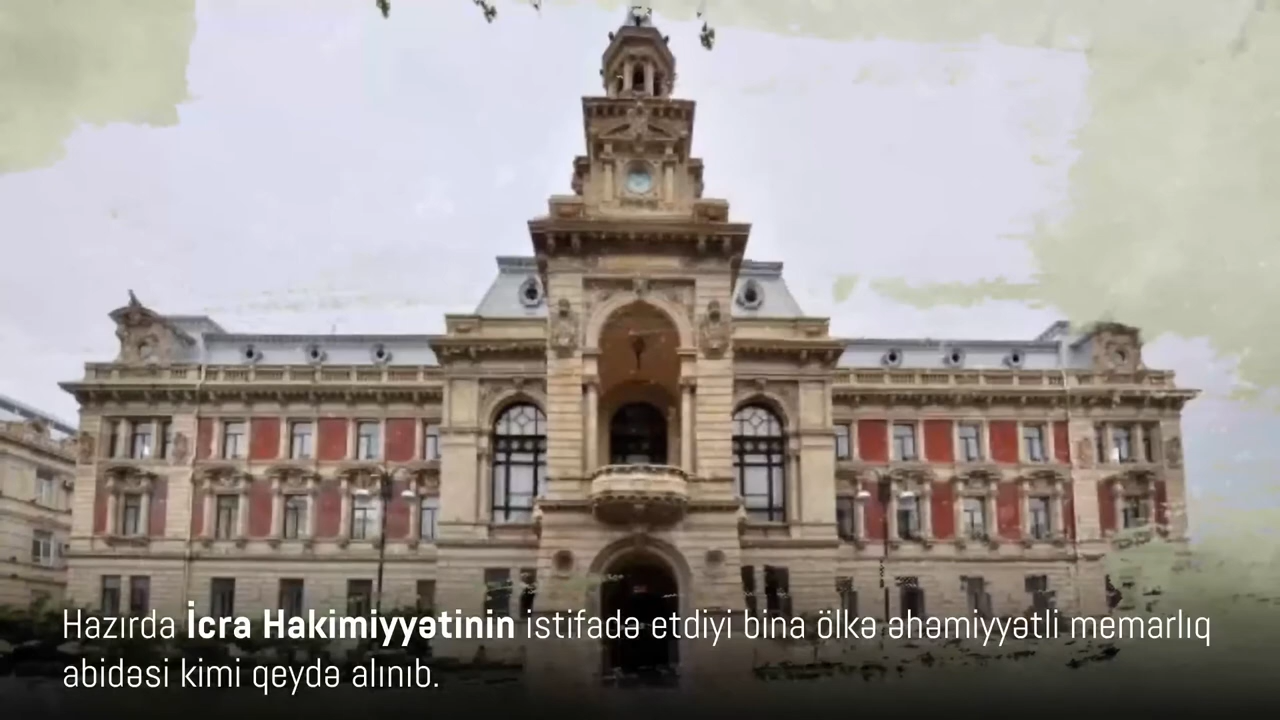 Hazırda İcra Hakimiyyətinin istifadə etdiyi bina ölkə əhəmiyyətli memarlıq
abidəsi kimi qeydə alınıb.